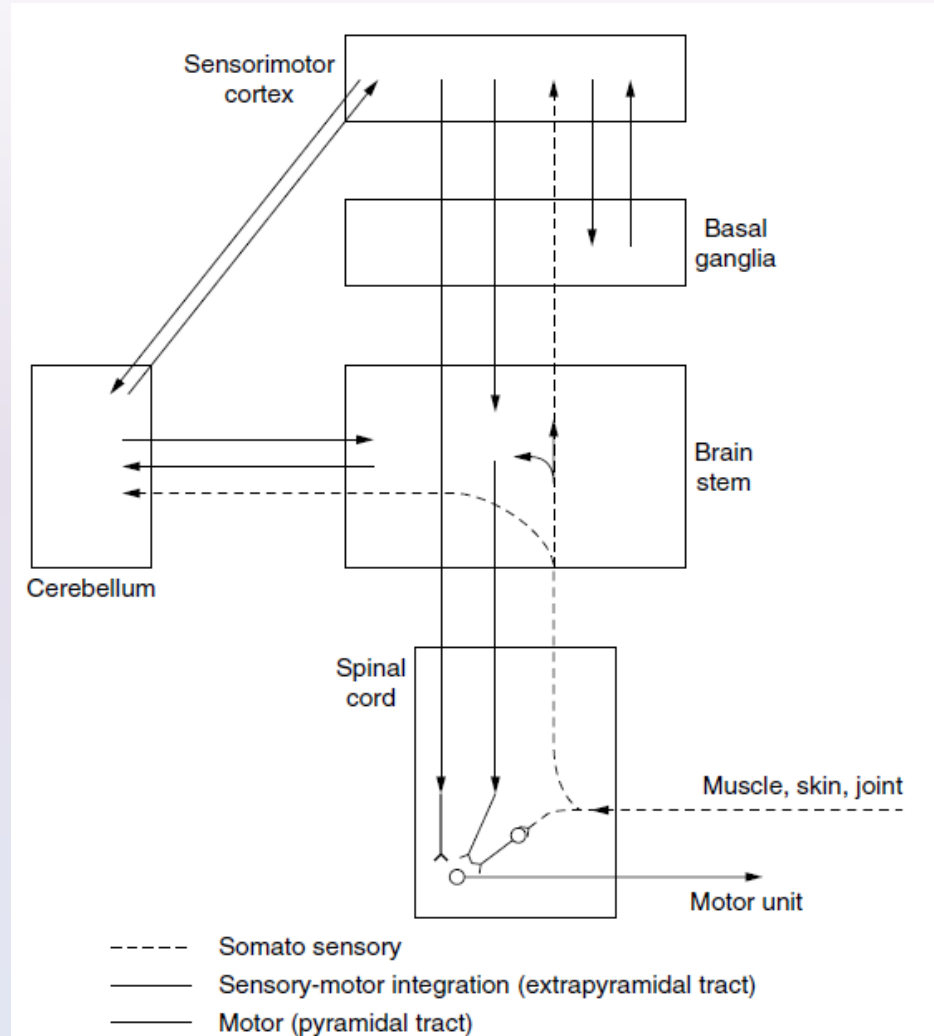 Sensorimotor
cortex
Basal
ganglia
Brain
stem
Cerebellum
Spinal
cord
Muscle, skin, joint
Motor unit
Somato sensory
Sensory-motor integration (extrapyramidal tract)
Motor (pyramidal tract)